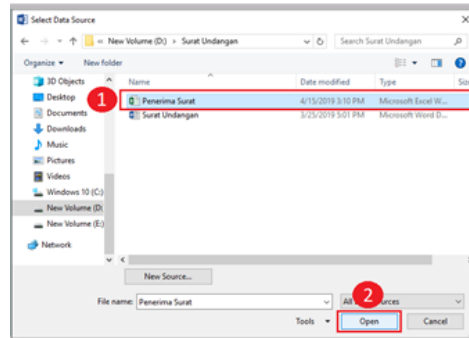 Select Data Source
« New Volume (D:) > Surat Undangan
Search Surat Undangan
Organize
New folder
3D Objects
Desktop
Documents
Downloads
Music
Pictures
Videos
Windows 10 (C:)
New Volume (D:
New Volume (E:)
Network
Name
Date modified
Type
Siz
1
Penerima Surat
4/15/2019 3:10 PM
Microsoft Excel W...
Surat Undangan
3/25/2019 5:01 PM
Microsoft Word D...
New Source...
File name:
Penerima Surat
2
Tools
Open
Cancel